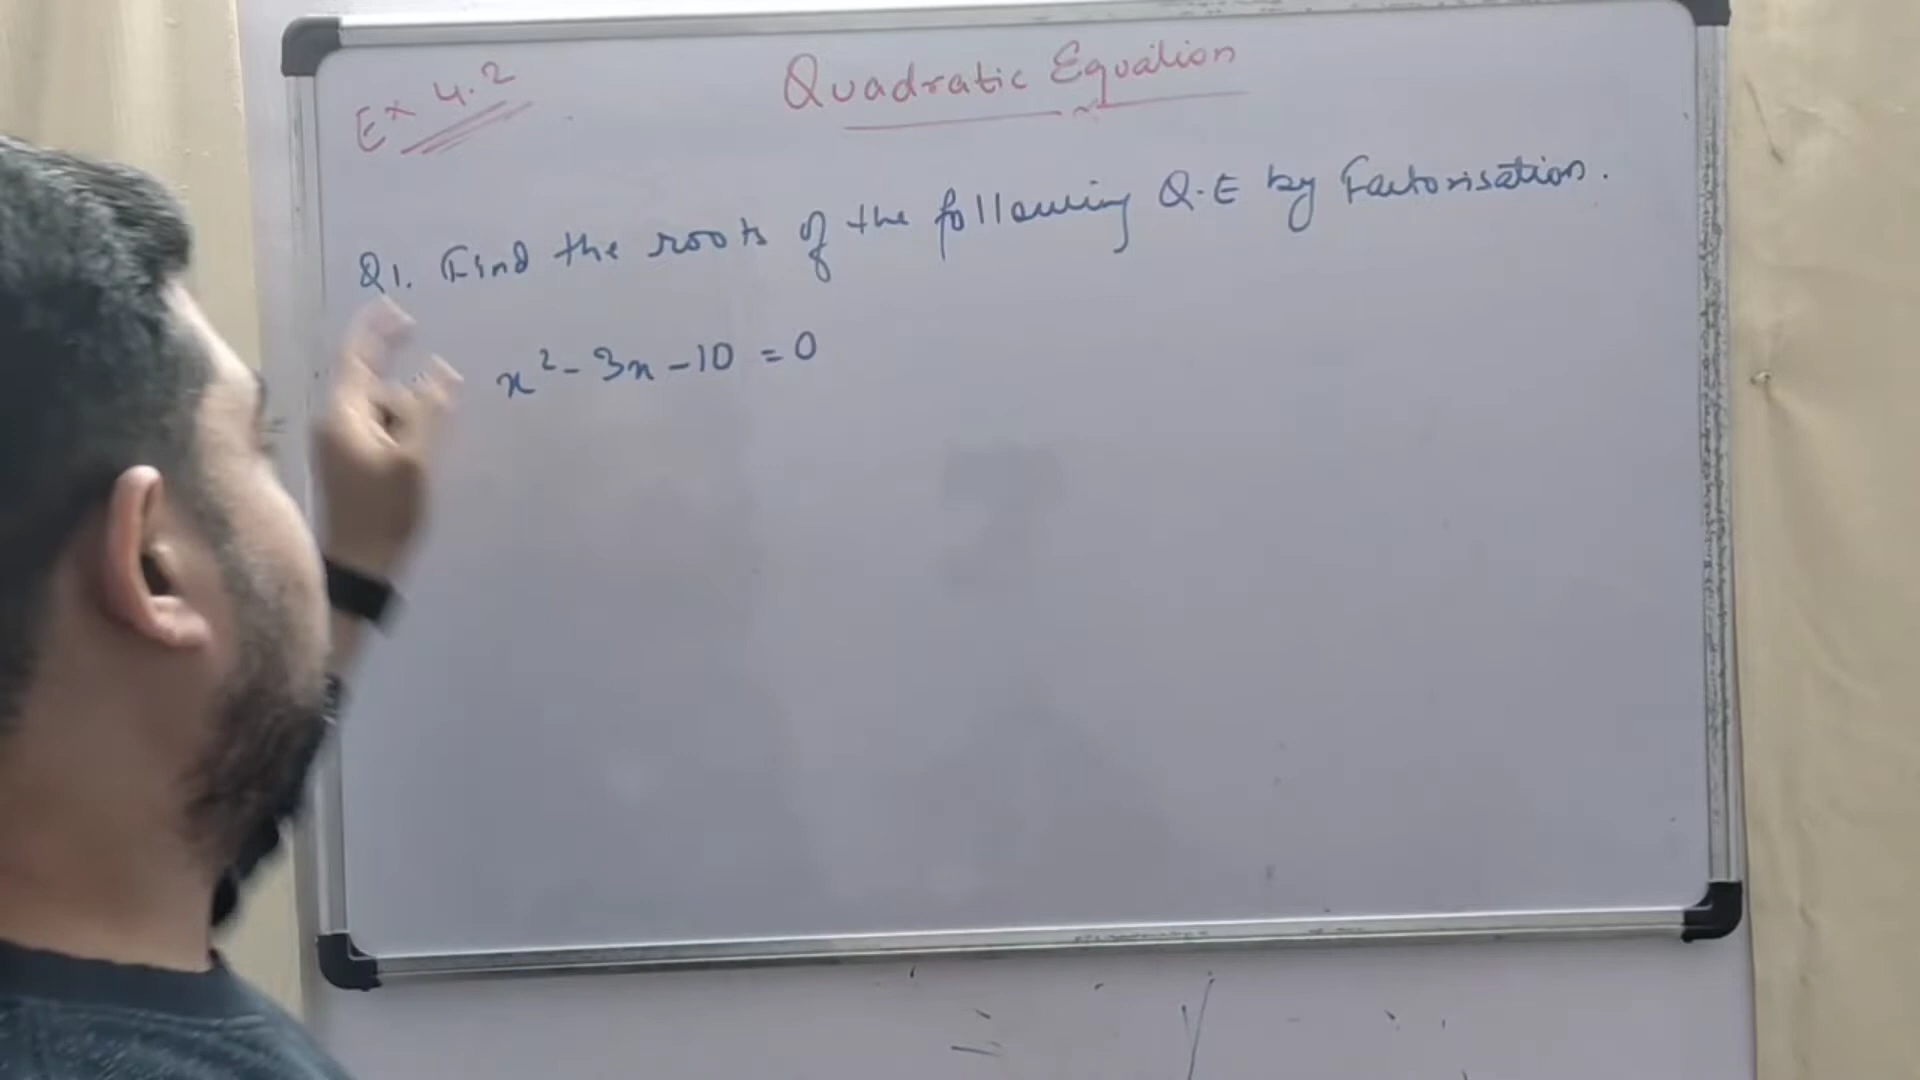 Ex 4.2
Quadratic Equation
Q1. Find the roots of the following Q.E by Factorisation.
x² - 3x - 10 = 0